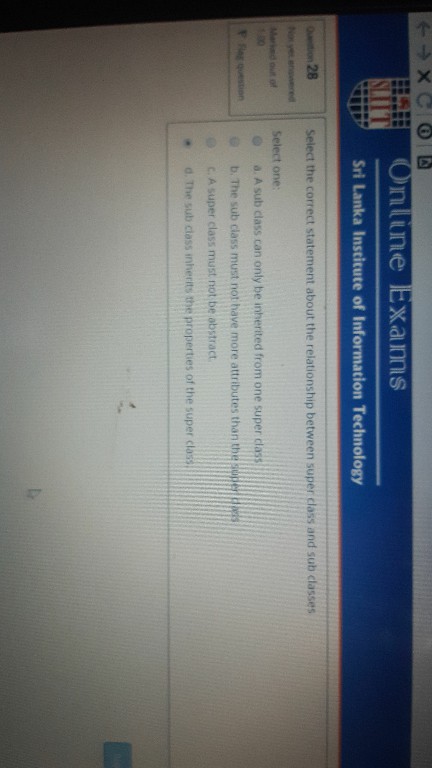 SLIIT
Online Exams
Sri Lanka Institute of Information Technology
Question 28
Not yet answered
Marked out of
1.00
Flag question
Select the correct statement about the relationship between super class and sub classes
Select one:
a. A sub class can only be inherited from one super class
b. The sub class must not have more attributes than the super class
c. A super class must not be abstract.
d. The sub class inherits the properties of the super class.